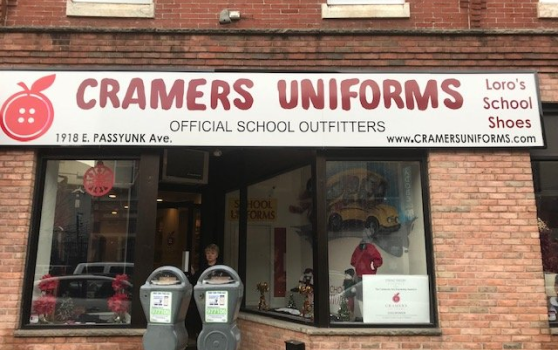 CRAMERS UNIFORMS
OFFICIAL SCHOOL OUTFITTERS
1918 E. PASSYUNK Ave.
Loro's
School
Shoes
www.CRAMERSUNIFORMS.com
SCHOOL
UNIFORMS